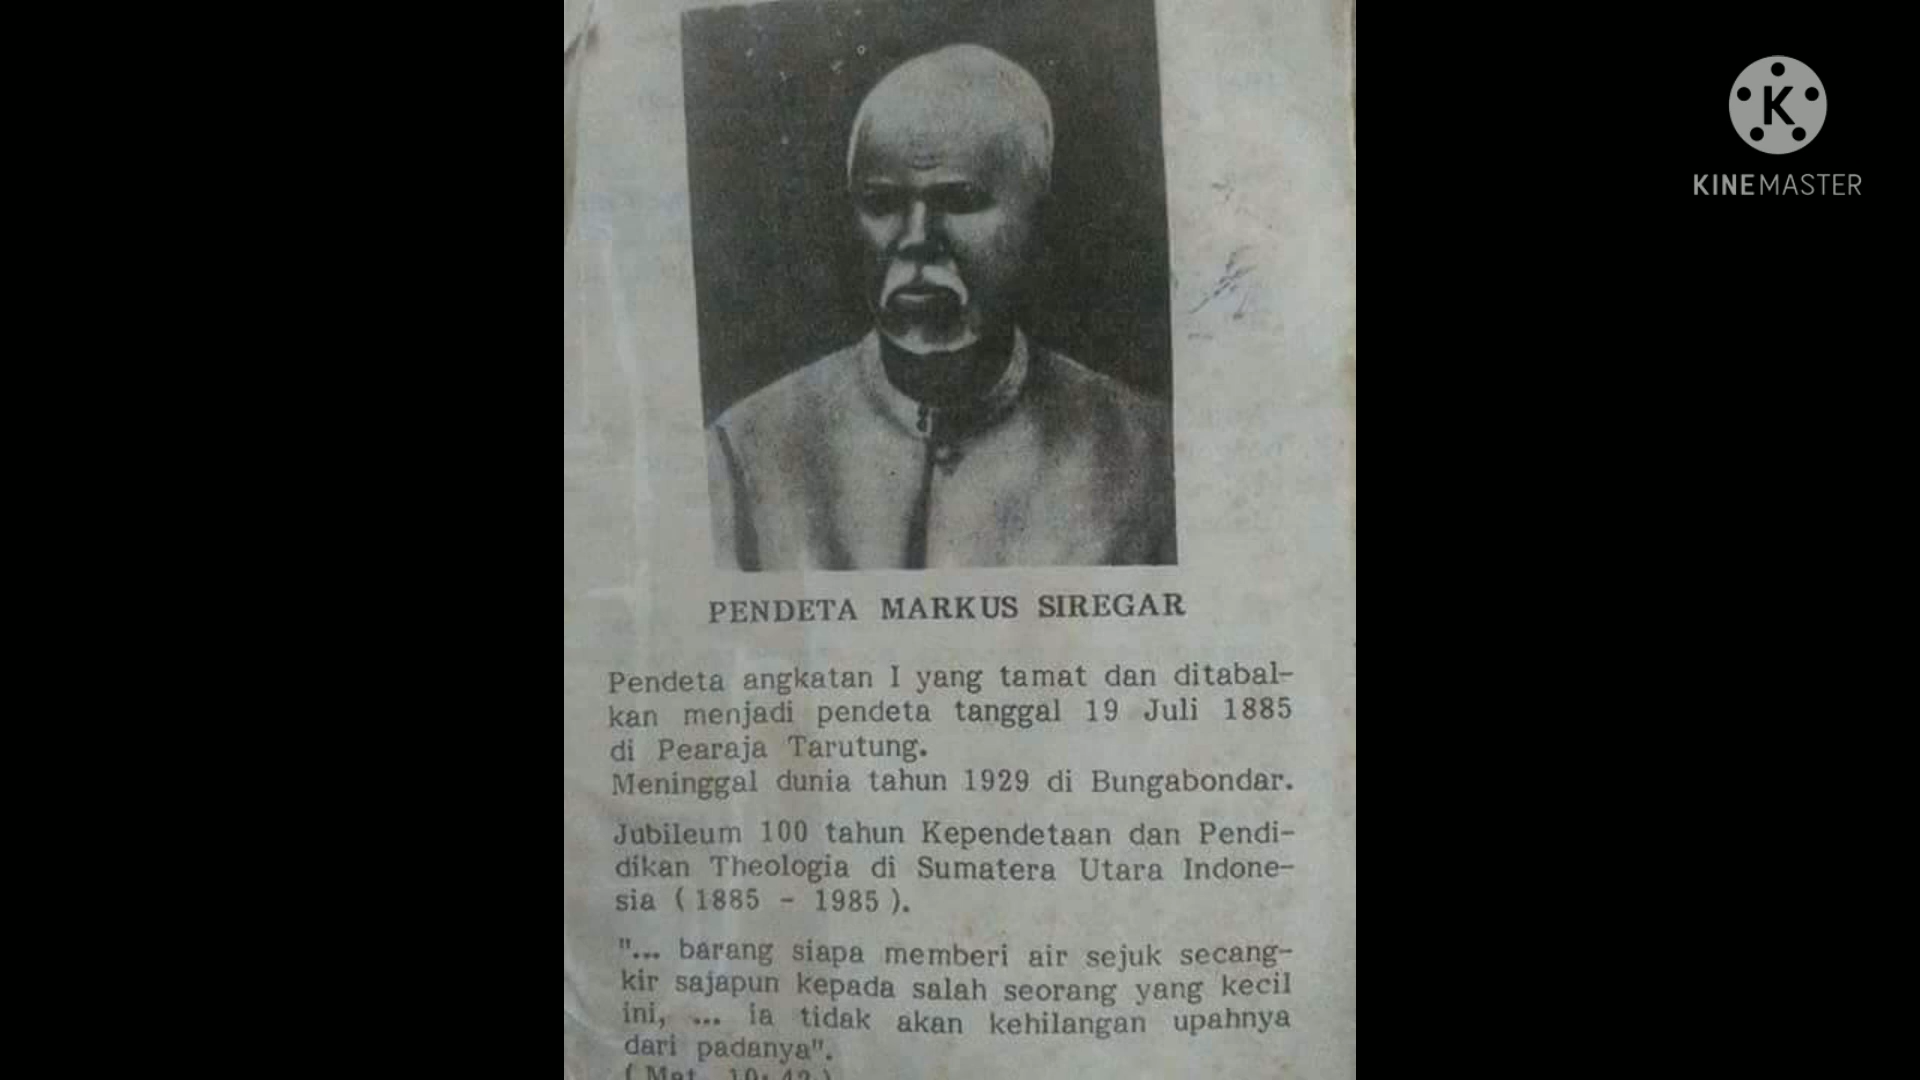 PENDETA MARKUS SIREGAR
Pendeta angkatan I yang tamat dan ditabal-
kan menjadi pendeta tanggal 19 Juli 1885
di Pearaja Tarutung.
Meninggal dunia tahun 1929 di Bungabondar.
Jubileum 100 tahun Kependetaan dan Pendi-
dikan Theologia di Sumatera Utara Indone-
sia ( 1885 - 1985 ).
"... barang siapa memberi air sejuk secang-
kir sajapun kepada salah seorang yang kecil
ini, ... ia tidak akan kehilangan upahnya
dari padanya".
( Mat. 10: 42 )
K
KINEMASTER